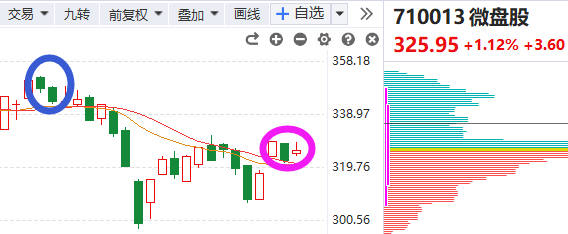 交易 九转 前复权 叠加 画线 + 自选
710013 微盘股
325.95 +1.12% +3.60
358.18
338.97
319.76
300.56